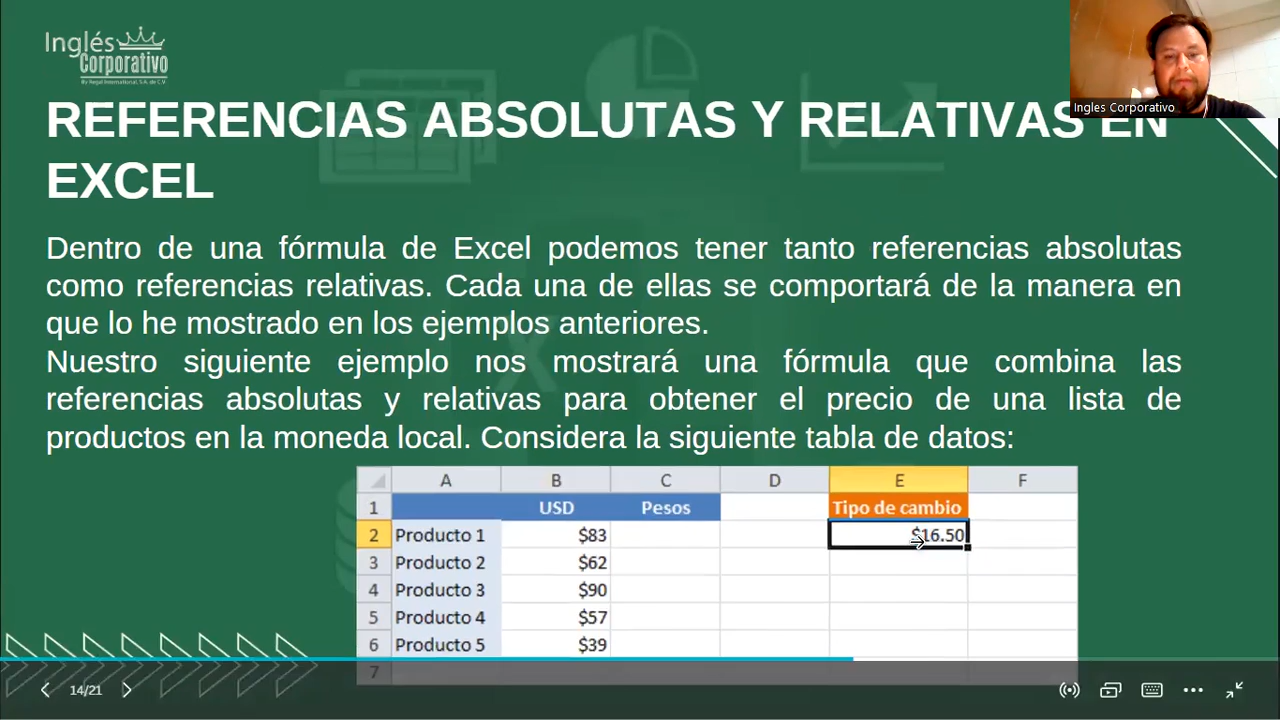 Inglés
Corporativo
By Regal International, S.A. de C.V
Ingles Corporativo
REFERENCIAS ABSOLUTAS Y RELATIVAS EN
EXCEL
Dentro de una fórmula de Excel podemos tener tanto referencias absolutas
como referencias relativas. Cada una de ellas se comportará de la manera en
que lo he mostrado en los ejemplos anteriores.
Nuestro siguiente ejemplo nos mostrará una fórmula que combina las
referencias absolutas y relativas para obtener el precio de una lista de
productos en la moneda local. Considera la siguiente tabla de datos:
A B C D E F
1 USD Pesos Tipo de cambio
2 Producto 1 $83 $16.50
3 Producto 2 $62
4 Producto 3 $90
5 Producto 4 $57
6 Producto 5 $39
7
14/21